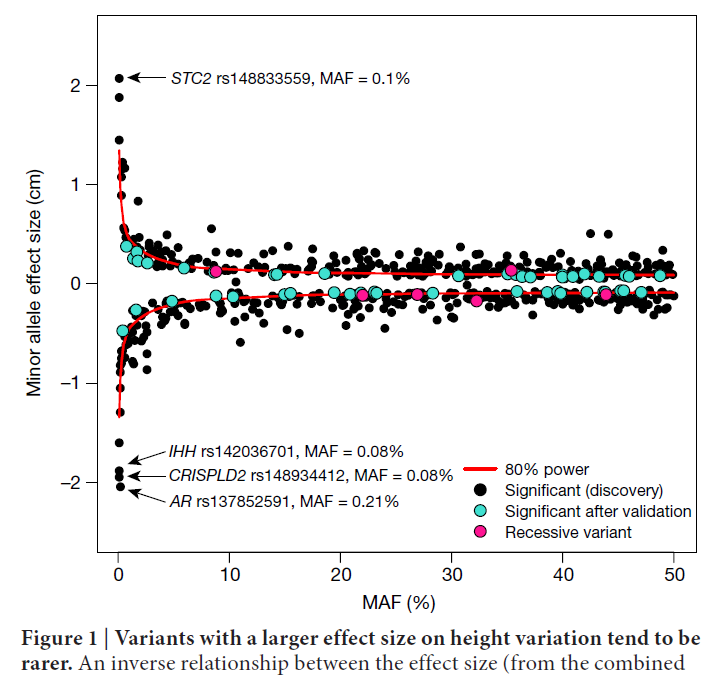 2
1
0
−1
−2
Minor allele effect size (cm)
STC2 rs148833559, MAF = 0.1%
IHH rs142036701, MAF = 0.08%
CRISPLD2 rs148934412, MAF = 0.08%
AR rs137852591, MAF = 0.21%
80% power
Significant (discovery)
Significant after validation
Recessive variant
0 10 20 30 40 50
MAF (%)
Figure 1 | Variants with a larger effect size on height variation tend to be
rarer. An inverse relationship between the effect size (from the combined